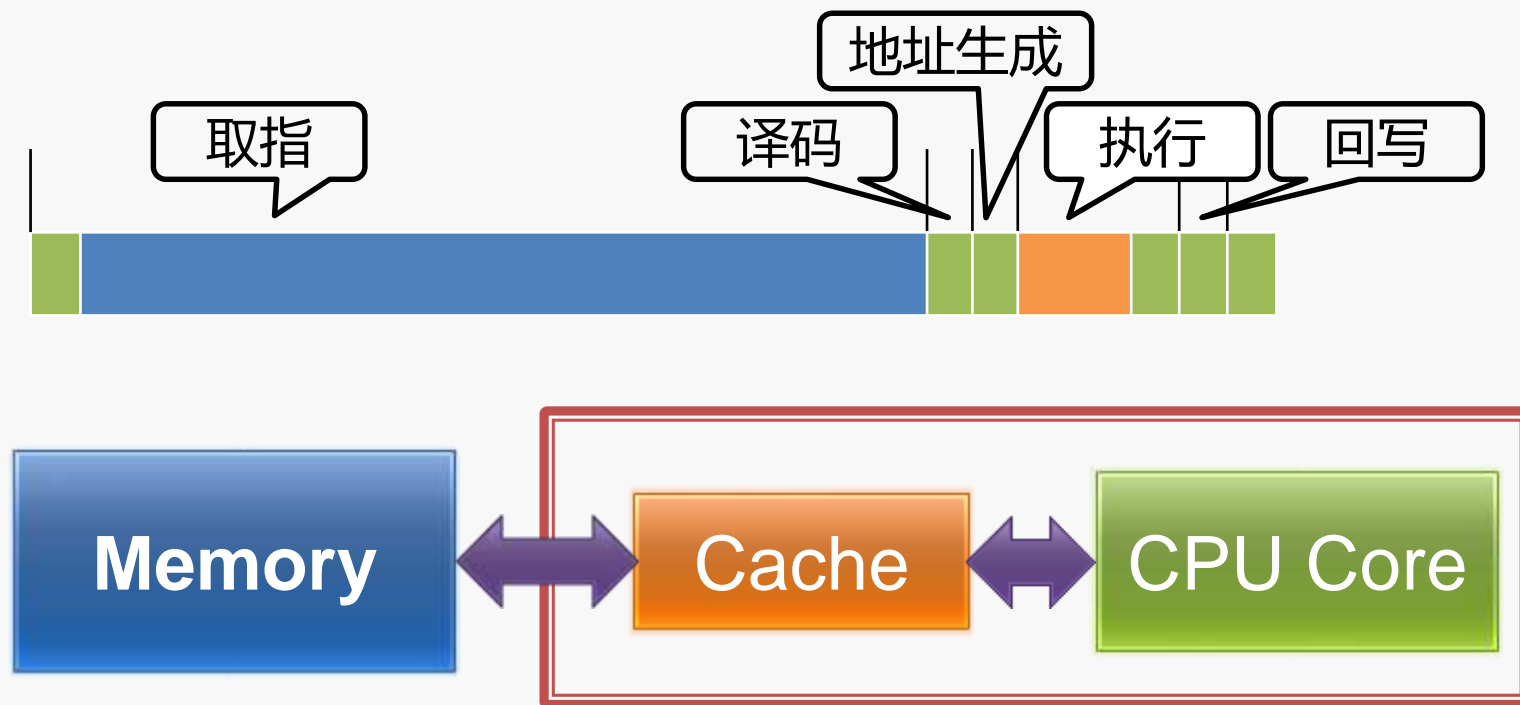 地址生成
取指
译码
执行
回写
Memory
Cache
CPU Core